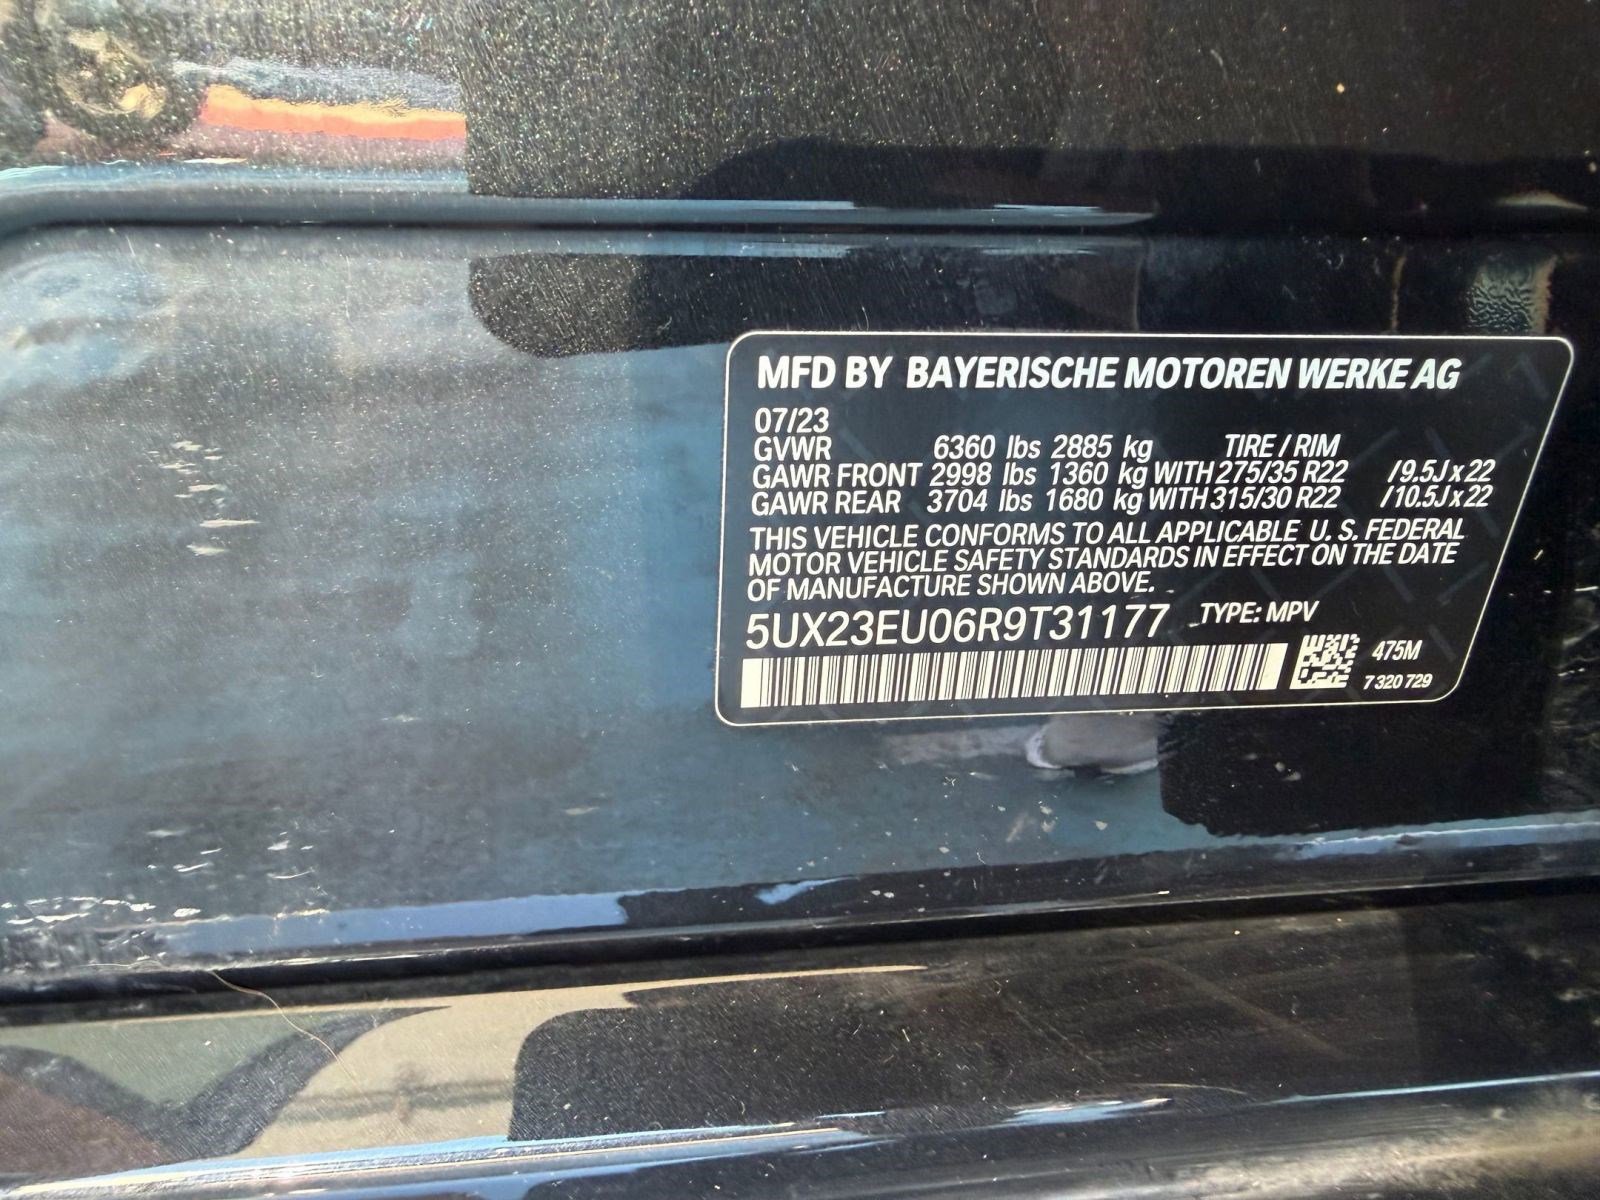 MFD BY BAYERISCHE MOTOREN WERKE AG
07/23
GVWR 6360 lbs 2885 kg TIRE / RIM
GAWR FRONT 2998 lbs 1360 kg WITH 275/35 R22 /9.5J x 22
GAWR REAR 3704 lbs 1680 kg WITH 315/30 R22 /10.5J x 22
THIS VEHICLE CONFORMS TO ALL APPLICABLE U. S. FEDERAL
MOTOR VEHICLE SAFETY STANDARDS IN EFFECT ON THE DATE
OF MANUFACTURE SHOWN ABOVE.
5UX23EU06R9T31177 TYPE: MPV
475M
7 320 729